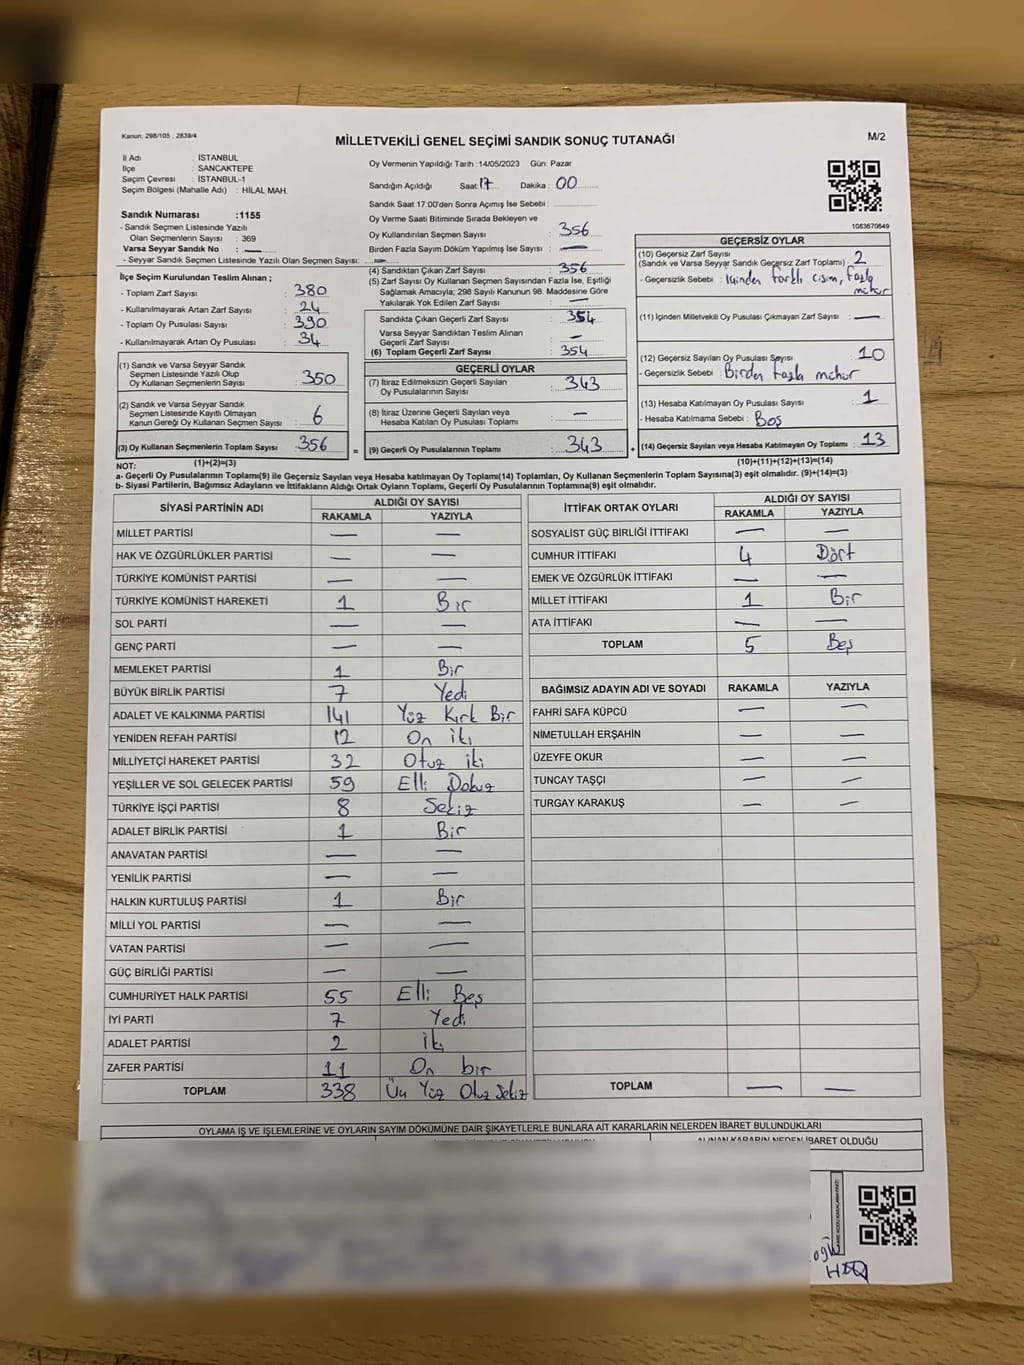 Kanun; 298/105 , 2839/4
MİLLETVEKİLİ GENEL SEÇİMİ SANDIK SONUÇ TUTANAĞI
M/2
İl Adı : İSTANBUL
İlçe : SANCAKTEPE
Seçim Çevresi : İSTANBUL-1
Seçim Bölgesi (Mahalle Adı) : HİLAL MAH.
Sandık Numarası :1155
- Sandık Seçmen Listesinde Yazılı
Olan Seçmenlerin Sayısı : 369
Varsa Seyyar Sandık No : —
- Seyyar Sandık Seçmen Listesinde Yazılı Olan Seçmen Sayısı: —
İlçe Seçim Kurulundan Teslim Alınan ;
- Toplam Zarf Sayısı : 380
- Kullanılmayarak Artan Zarf Sayısı : 24
- Toplam Oy Pusulası Sayısı : 390
- Kullanılmayarak Artan Oy Pusulası : 34
(1) Sandık ve Varsa Seyyar Sandık
Seçmen Listesinde Yazılı Olup
Oy Kullanan Seçmenlerin Sayısı : 350
(2) Sandık ve Varsa Seyyar Sandık
Seçmen Listesinde Kayıtlı Olmayan
Kanun Gereği Oy Kullanan Seçmen Sayısı : 6
(3) Oy Kullanan Seçmenlerin Toplam Sayısı : 356
(1)+(2)=(3)
Oy Vermenin Yapıldığı Tarih :14/05/2023 Gün: Pazar
Sandığın Açıldığı Saat: 17 Dakika : 00
Sandık Saat 17:00'den Sonra Açımış İse Sebebi :
Oy Verme Saati Bitiminde Sırada Bekleyen ve
Oy Kullandırılan Seçmen Sayısı : 356
Birden Fazla Sayım Döküm Yapılmış İse Sayısı : —
(4) Sandıktan Çıkan Zarf Sayısı : 356
(5) Zarf Sayısı Oy Kullanan Seçmen Sayısından Fazla İse, Eşitliği
Sağlamak Amacıyla; 298 Sayılı Kanunun 98. Maddesine Göre
Yakılarak Yok Edilen Zarf Sayısı : —
Sandıkta Çıkan Geçerli Zarf Sayısı : 354
Varsa Seyyar Sandıktan Teslim Alınan
Geçerli Zarf Sayısı : —
(6) Toplam Geçerli Zarf Sayısı : 354
GEÇERLİ OYLAR
(7) İtiraz Edilmeksizin Geçerli Sayılan
Oy Pusulalarının Sayısı : 343
(8) İtiraz Üzerine Geçerli Sayılan veya
Hesaba Katılan Oy Pusulası Toplamı : —
= (9) Geçerli Oy Pusulalarının Toplamı : 343
1083670649
GEÇERSİZ OYLAR
(10) Geçersiz Zarf Sayısı
(Sandık ve Varsa Seyyar Sandık Geçersiz Zarf Toplamı) : 2
- Geçersizlik Sebebi : İçinden farklı cisim, fazla
mühür
(11) İçinden Milletvekili Oy Pusulası Çıkmayan Zarf Sayısı : —
(12) Geçersiz Sayılan Oy Pusulası Sayısı : 10
- Geçersizlik Sebebi : Birden fazla mühür
(13) Hesaba Katılmayan Oy Pusulası Sayısı : 1
- Hesaba Katılmama Sebebi : Boş
+ (14) Geçersiz Sayılan veya Hesaba Katılmayan Oy Toplamı : 13
(10)+(11)+(12)+(13)=(14)
NOT:
a- Geçerli Oy Pusulalarının Toplamı(9) ile Geçersiz Sayılan veya Hesaba katılmayan Oy Toplamı(14) Toplamları, Oy Kullanan Seçmenlerin Toplam Sayısına(3) eşit olmalıdır. (9)+(14)=(3)
b- Siyasi Partilerin, Bağımsız Adayların ve İttifakların Aldığı Ortak Oyların Toplamı, Geçerli Oy Pusulalarının Toplamına(9) eşit olmalıdır.
SİYASİ PARTİNİN ADI ALDIĞI OY SAYISI
RAKAMLA YAZIYLA
MİLLET PARTİSİ — —
HAK VE ÖZGÜRLÜKLER PARTİSİ — —
TÜRKİYE KOMÜNİST PARTİSİ — —
TÜRKİYE KOMÜNİST HAREKETİ 1 Bir
SOL PARTİ — —
GENÇ PARTİ — —
MEMLEKET PARTİSİ 1 Bir
BÜYÜK BİRLİK PARTİSİ 7 Yedi
ADALET VE KALKINMA PARTİSİ 141 Yüz Kırk Bir
YENİDEN REFAH PARTİSİ 12 On iki
MİLLİYETÇİ HAREKET PARTİSİ 32 Otuz iki
YEŞİLLER VE SOL GELECEK PARTİSİ 59 Elli Dokuz
TÜRKİYE İŞÇİ PARTİSİ 8 Sekiz
ADALET BİRLİK PARTİSİ 1 Bir
ANAVATAN PARTİSİ — —
YENİLİK PARTİSİ — —
HALKIN KURTULUŞ PARTİSİ 1 Bir
MİLLİ YOL PARTİSİ — —
VATAN PARTİSİ — —
GÜÇ BİRLİĞİ PARTİSİ — —
CUMHURİYET HALK PARTİSİ 55 Elli Beş
İYİ PARTİ 7 Yedi
ADALET PARTİSİ 2 İki
ZAFER PARTİSİ 11 On bir
TOPLAM 338 Üç Yüz Otuz Sekiz
İTTİFAK ORTAK OYLARI ALDIĞI OY SAYISI
RAKAMLA YAZIYLA
SOSYALİST GÜÇ BİRLİĞİ İTTİFAKI — —
CUMHUR İTTİFAKI 4 Dört
EMEK VE ÖZGÜRLÜK İTTİFAKI — —
MİLLET İTTİFAKI 1 Bir
ATA İTTİFAKI — —
TOPLAM 5 Beş
BAĞIMSIZ ADAYIN ADI VE SOYADI RAKAMLA YAZIYLA
FAHRİ SAFA KÜPCÜ — —
NİMETULLAH ERŞAHİN — —
ÜZEYFE OKUR — —
TUNCAY TAŞÇI — —
TURGAY KARAKUŞ — —
TOPLAM — —
OYLAMA İŞ VE İŞLEMLERİNE VE OYLARIN SAYIM DÖKÜMÜNE DAİR ŞİKAYETLERLE BUNLARA AİT KARARLARIN NELERDEN İBARET BULUNDUKLARI
ALINAN KARARIN NEDEN İBARET OLDUĞU